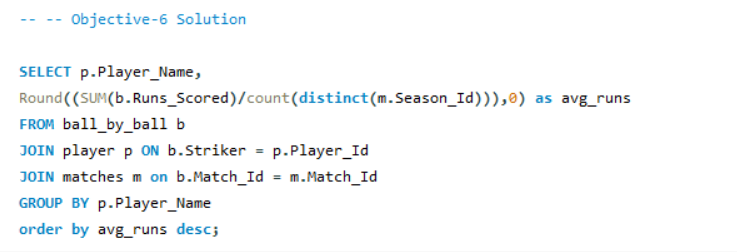 -- -- Objective-6 Solution
SELECT p.Player_Name,
Round((SUM(b.Runs_Scored)/count(distinct(m.Season_Id))),0) as avg_runs
FROM ball_by_ball b
JOIN player p ON b.Striker = p.Player_Id
JOIN matches m on b.Match_Id = m.Match_Id
GROUP BY p.Player_Name
order by avg_runs desc;